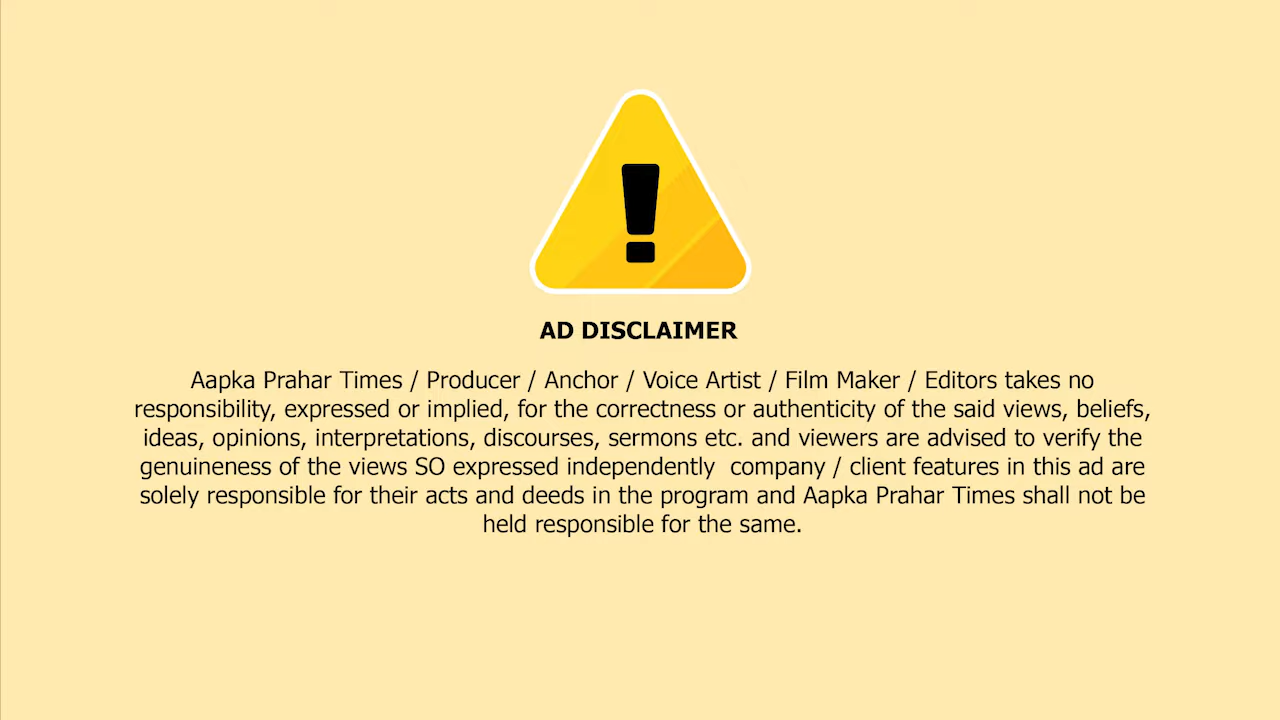 AD DISCLAIMER
Aapka Prahar Times / Producer / Anchor / Voice Artist / Film Maker / Editors takes no
responsibility, expressed or implied, for the correctness or authenticity of the said views, beliefs,
ideas, opinions, interpretations, discourses, sermons etc. and viewers are advised to verify the
genuineness of the views SO expressed independently  company / client features in this ad are
solely responsible for their acts and deeds in the program and Aapka Prahar Times shall not be
held responsible for the same.